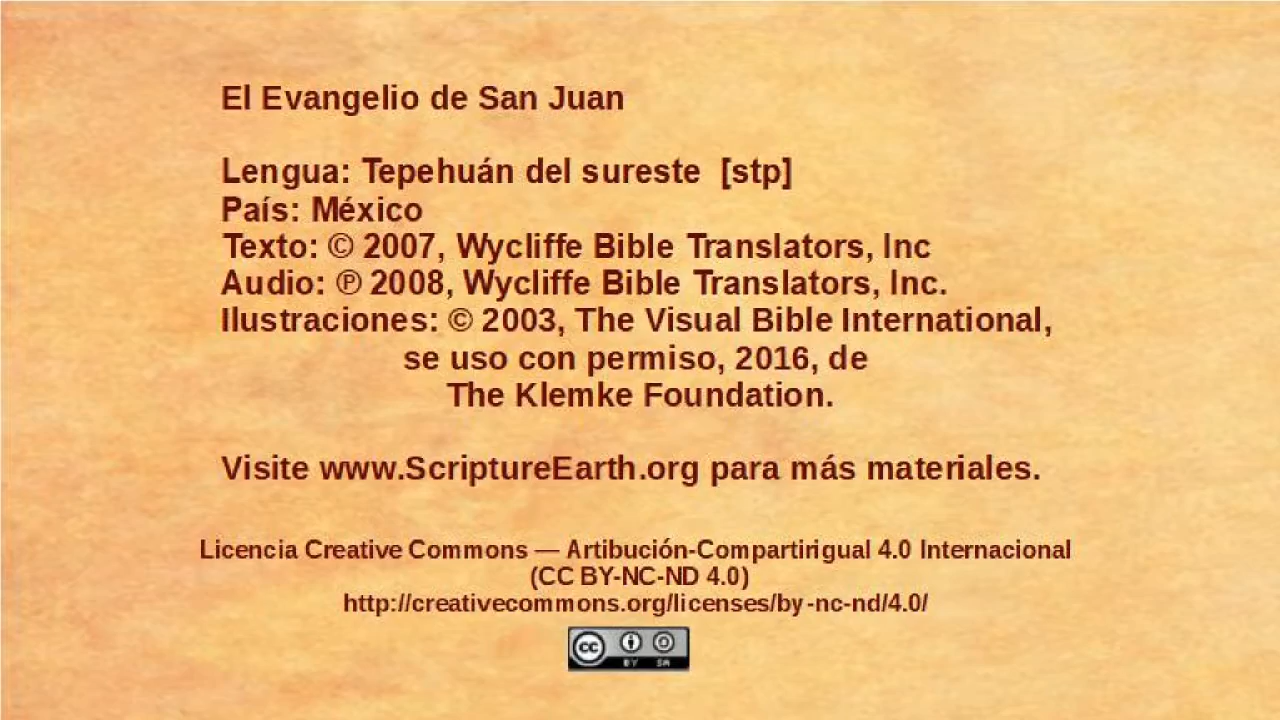 El Evangelio de San Juan
Lengua: Tepehuán del sureste [stp]
País: México
Texto: © 2007, Wycliffe Bible Translators, Inc
Audio: ℗ 2008, Wycliffe Bible Translators, Inc.
Ilustraciones: © 2003, The Visual Bible International,
se uso con permiso, 2016, de
The Klemke Foundation.
Visite www.ScriptureEarth.org para más materiales.
Licencia Creative Commons — Artibución-Compartirigual 4.0 Internacional
(CC BY-NC-ND 4.0)
http://creativecommons.org/licenses/by-nc-nd/4.0/
cc BY SA